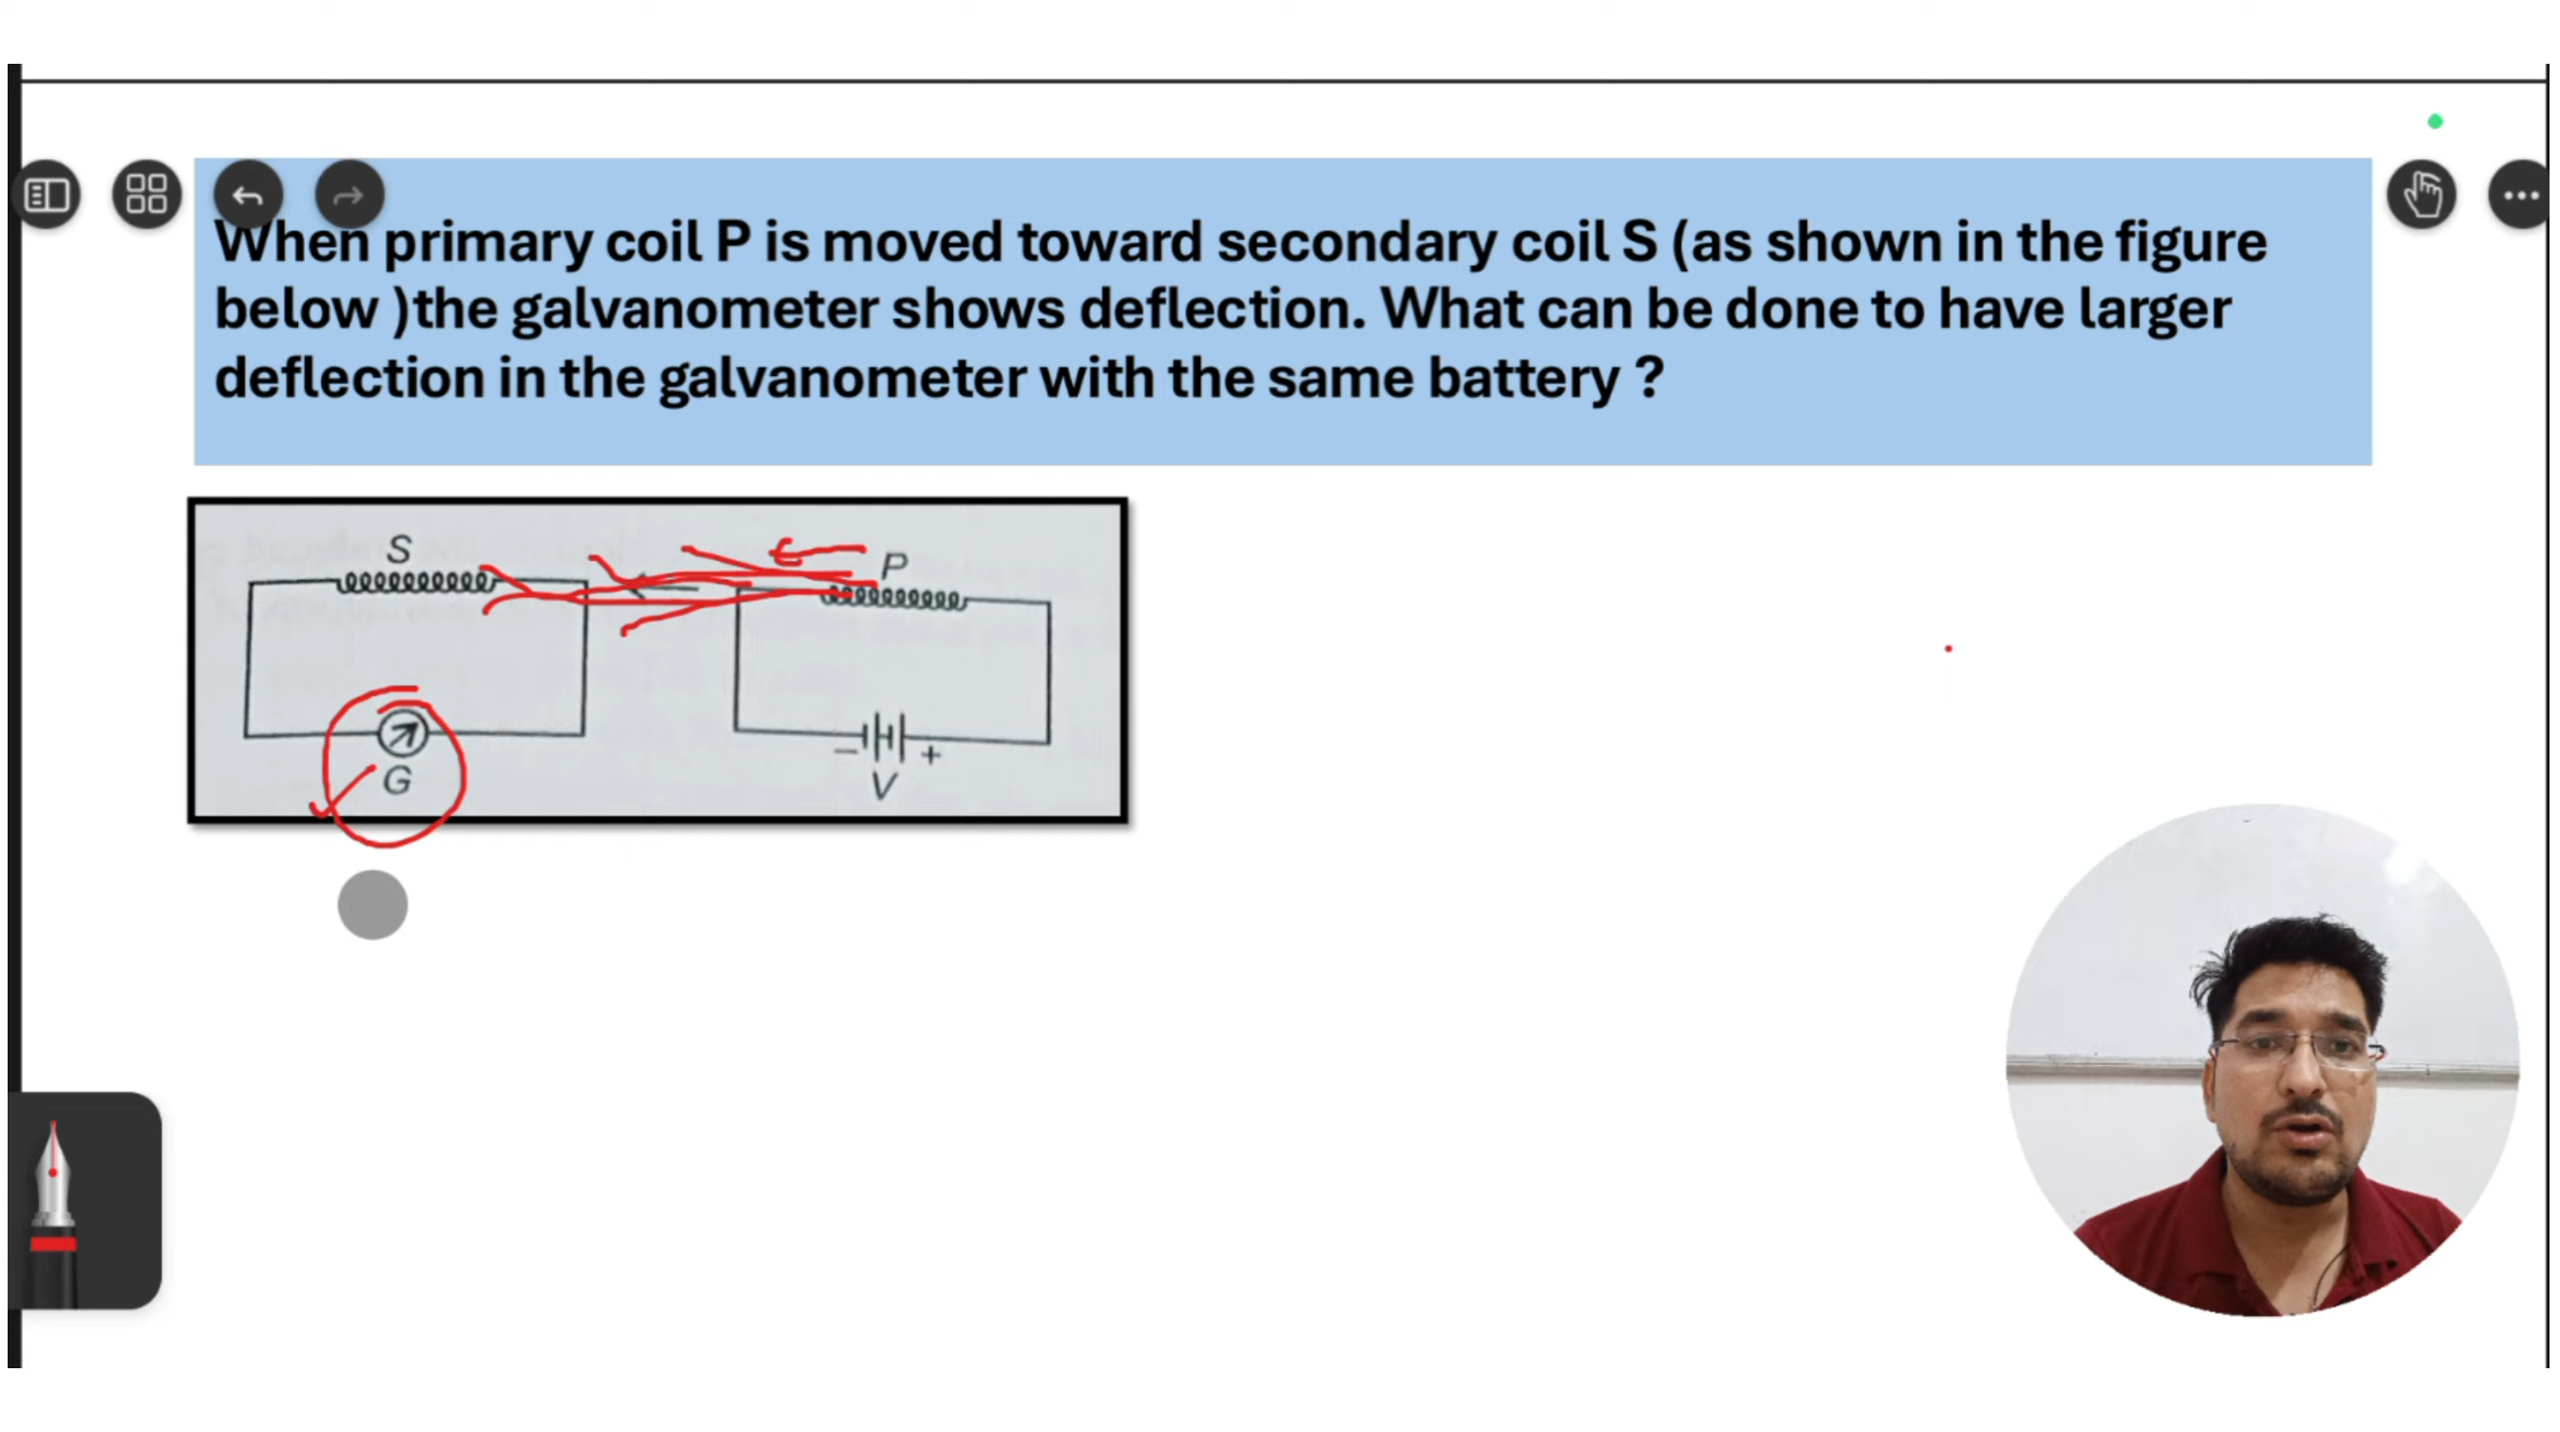 When primary coil P is moved toward secondary coil S (as shown in the figure
below )the galvanometer shows deflection. What can be done to have larger
deflection in the galvanometer with the same battery ?
S
P
G
− +
V